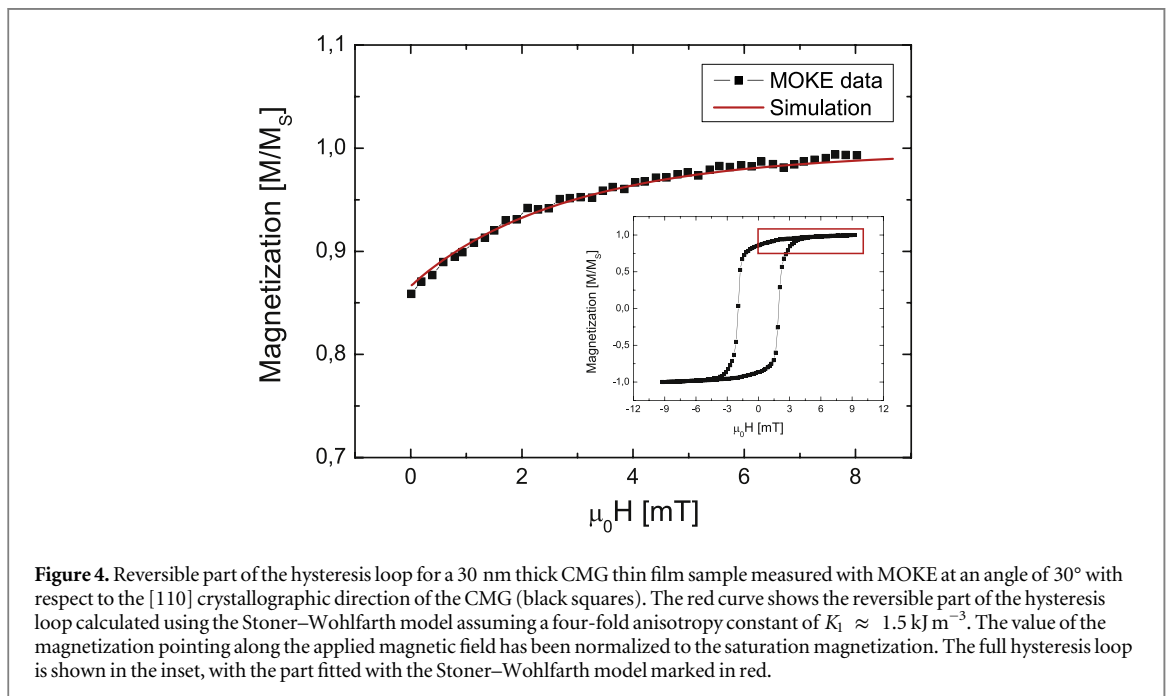 1,1
1,0
0,9
0,8
0,7
Magnetization [M/M_S]
MOKE data
Simulation
1,0
0,5
0,0
-0,5
-1,0
Magnetization [M/M_S]
-12 -9 -6 -3 0 3 6 9 12
μ₀H [mT]
0 2 4 6 8
μ₀H [mT]
Figure 4. Reversible part of the hysteresis loop for a 30 nm thick CMG thin film sample measured with MOKE at an angle of 30° with
respect to the [110] crystallographic direction of the CMG (black squares). The red curve shows the reversible part of the hysteresis
loop calculated using the Stoner–Wohlfarth model assuming a four-fold anisotropy constant of K₁ ≈ 1.5 kJ m⁻³. The value of the
magnetization pointing along the applied magnetic field has been normalized to the saturation magnetization. The full hysteresis loop
is shown in the inset, with the part fitted with the Stoner–Wohlfarth model marked in red.